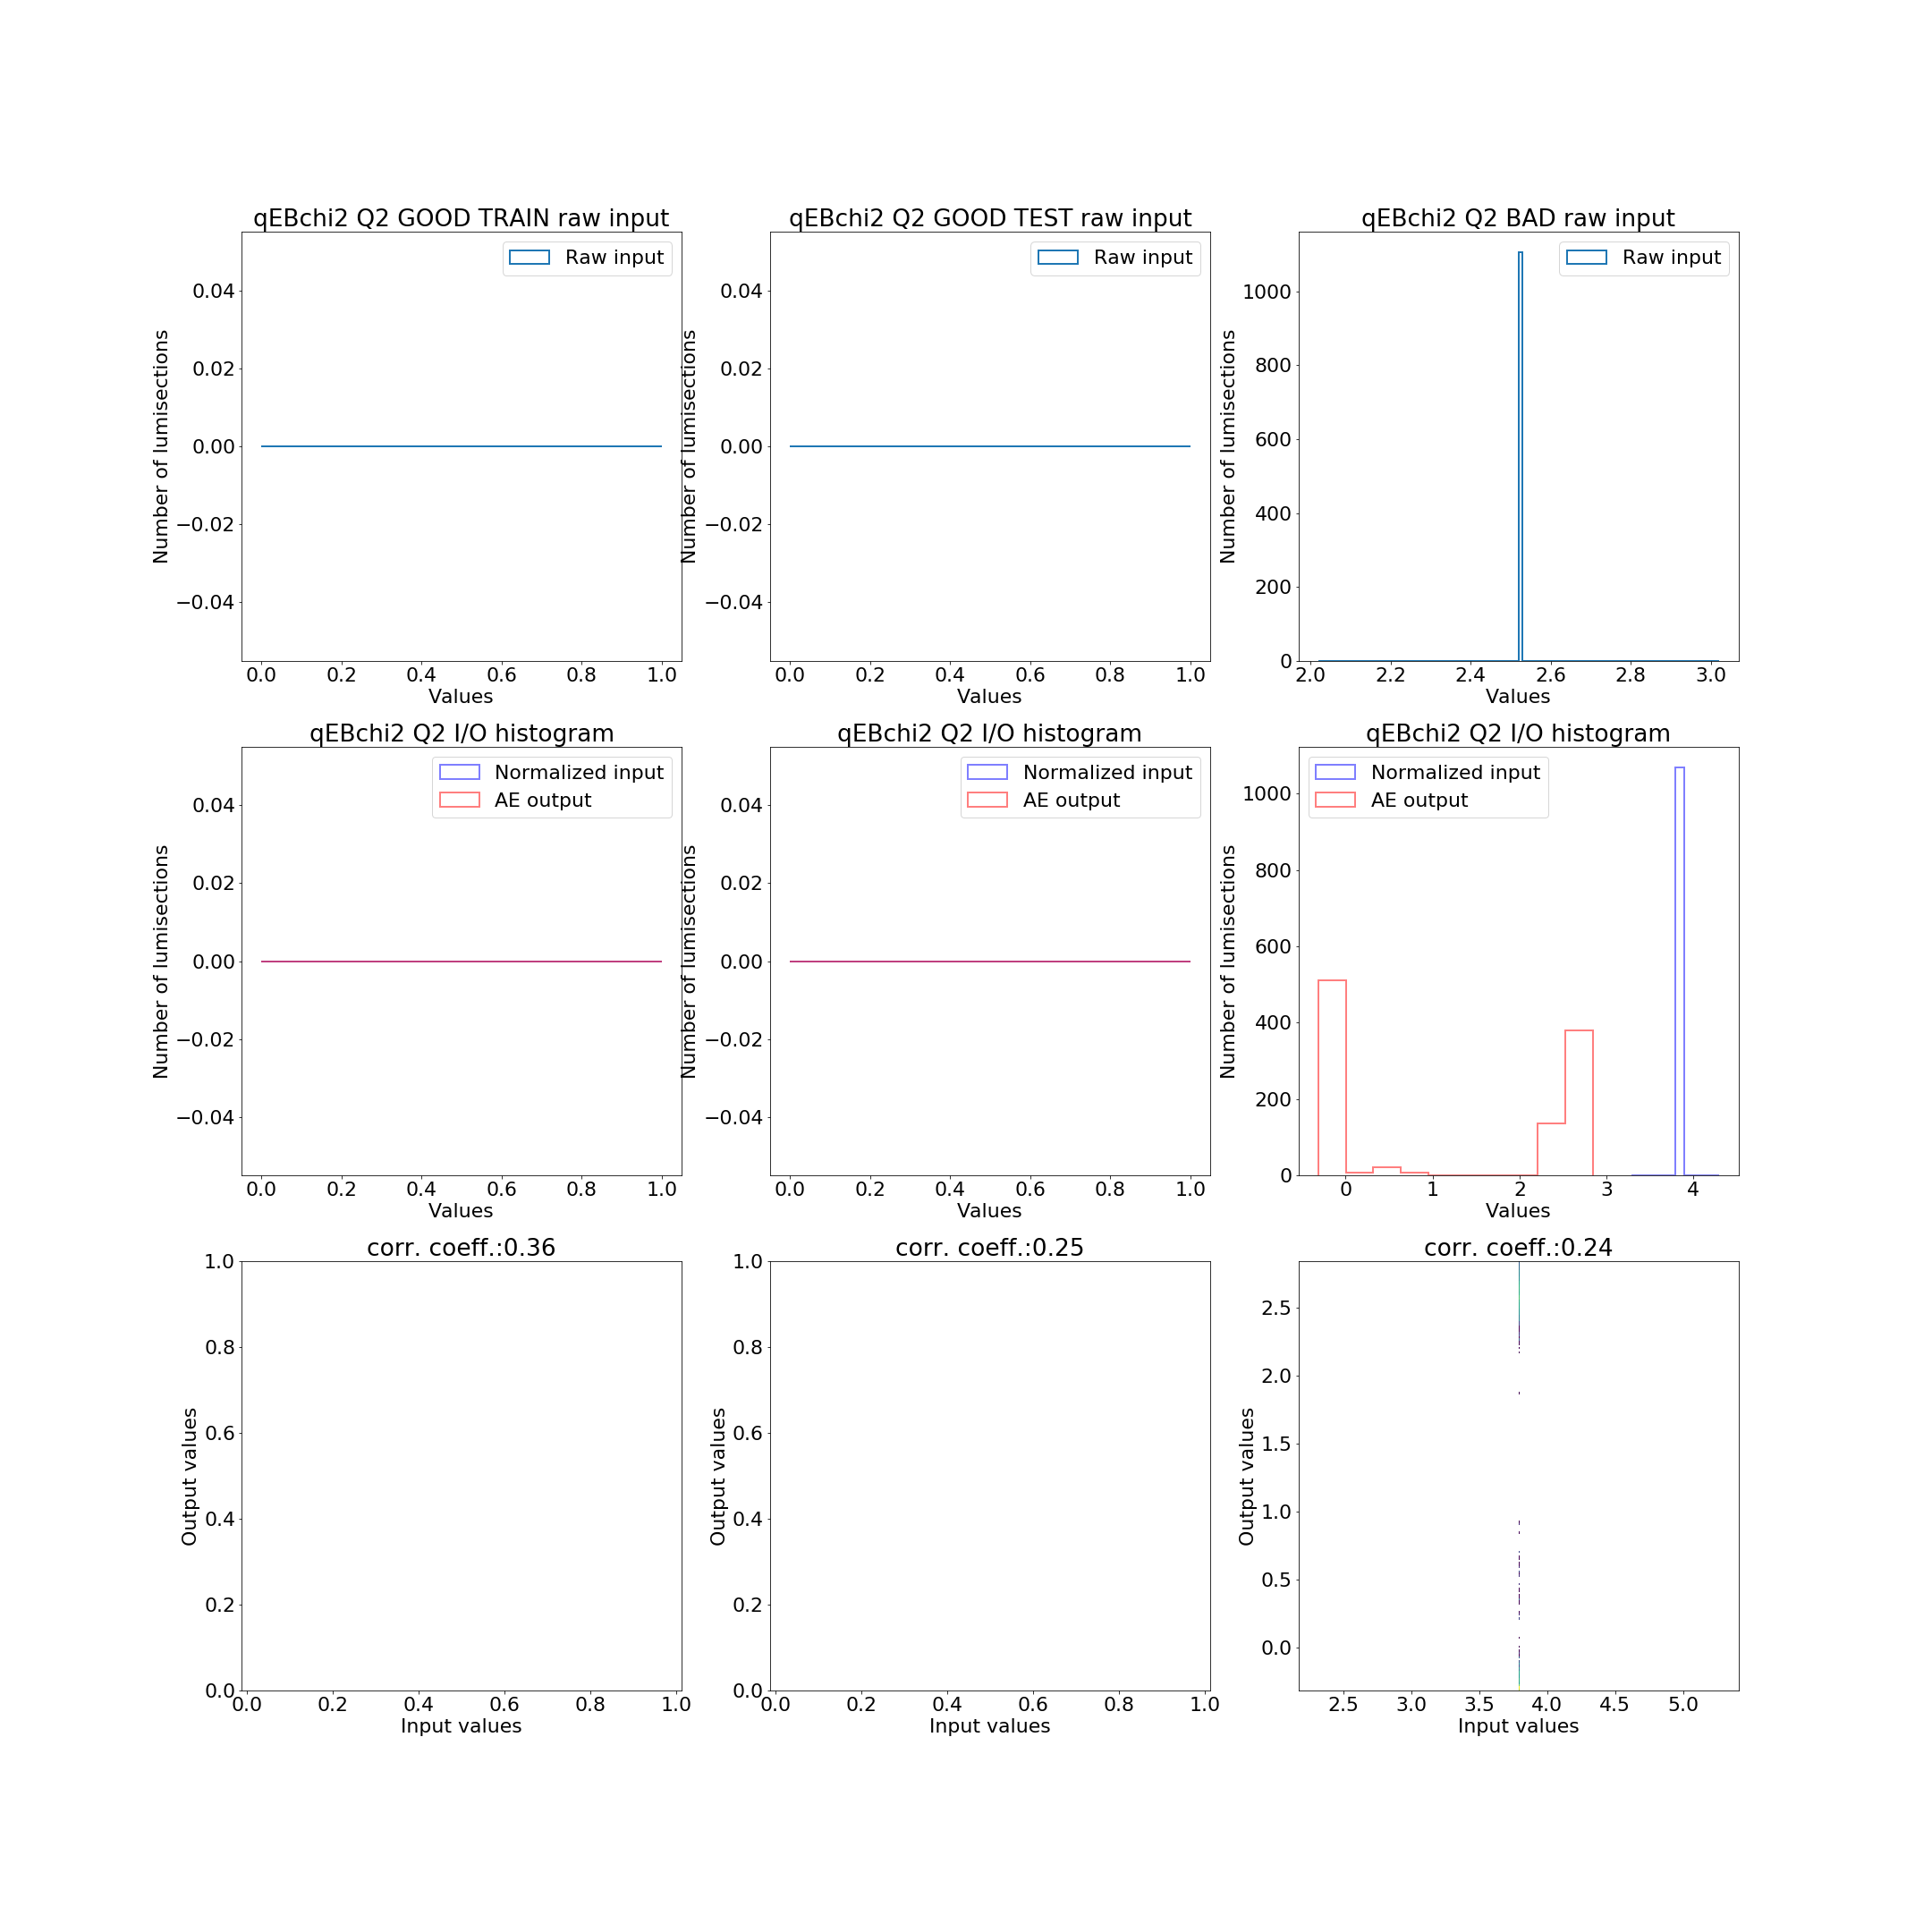 qEBchi2 Q2 GOOD TRAIN raw input
Raw input
Number of lumisections
0.04
0.02
0.00
−0.02
−0.04
0.0 0.2 0.4 0.6 0.8 1.0
Values
qEBchi2 Q2 GOOD TEST raw input
Raw input
Number of lumisections
0.04
0.02
0.00
−0.02
−0.04
0.0 0.2 0.4 0.6 0.8 1.0
Values
qEBchi2 Q2 BAD raw input
Raw input
Number of lumisections
1000
800
600
400
200
0
2.0 2.2 2.4 2.6 2.8 3.0
Values
qEBchi2 Q2 I/O histogram
Normalized input
AE output
Number of lumisections
0.04
0.02
0.00
−0.02
−0.04
0.0 0.2 0.4 0.6 0.8 1.0
Values
qEBchi2 Q2 I/O histogram
Normalized input
AE output
Number of lumisections
0.04
0.02
0.00
−0.02
−0.04
0.0 0.2 0.4 0.6 0.8 1.0
Values
qEBchi2 Q2 I/O histogram
Normalized input
AE output
Number of lumisections
1000
800
600
400
200
0
0 1 2 3 4
Values
corr. coeff.:0.36
Output values
1.0
0.8
0.6
0.4
0.2
0.0
0.0 0.2 0.4 0.6 0.8 1.0
Input values
corr. coeff.:0.25
Output values
1.0
0.8
0.6
0.4
0.2
0.0
0.0 0.2 0.4 0.6 0.8 1.0
Input values
corr. coeff.:0.24
Output values
2.5
2.0
1.5
1.0
0.5
0.0
2.5 3.0 3.5 4.0 4.5 5.0
Input values